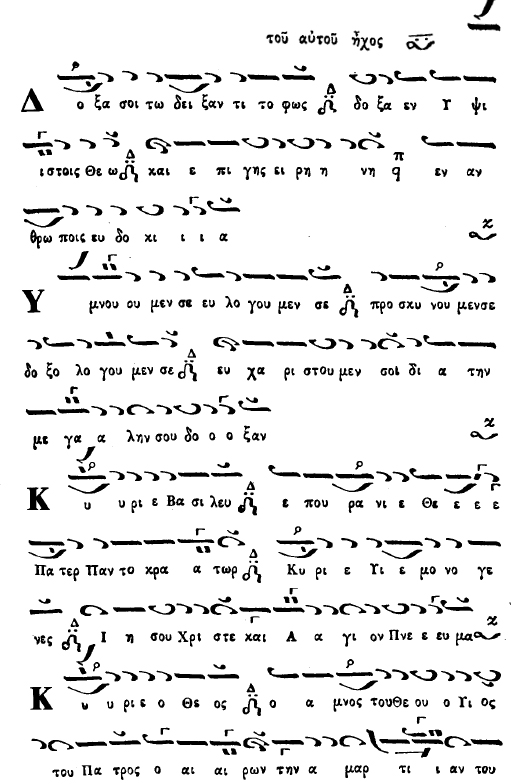 τοῦ αὐτοῦ ἦχος
Δ ο ξα σοι τω δει ξαν τι το φως Δ δο ξα εν Υ ψι
ι στοις Θε ω Δ και ε πι γης ει ρη η νη π q εν αν
θρω ποις ευ δο κι ι ι α
Υ μνου ου μεν σε ευ λο γου μεν σε Δ προ σκυ νου μεν σε
δο ξο λο γου μεν σε Δ ευ χα ρι στου μεν σοι δι α την
με γα α λην σου δο ο ο ξαν
Κ υ υ ρι ε Βα σι λευ Δ ε που ρα νι ε Θε ε ε ε
Πα τερ Παν το κρα α τωρ Δ Κυ ρι ε Υι ε μο νο γε
νες Δ Ι η σου Χρι στε και Α α γι ον Πνε ε ευ μα
Κ υ υ ρι ε ο Θε ος Δ ο α μνος του Θε ου ο Υι ος
του Πα τρος ο αι αι ρων την α μαρ τι ι αν του